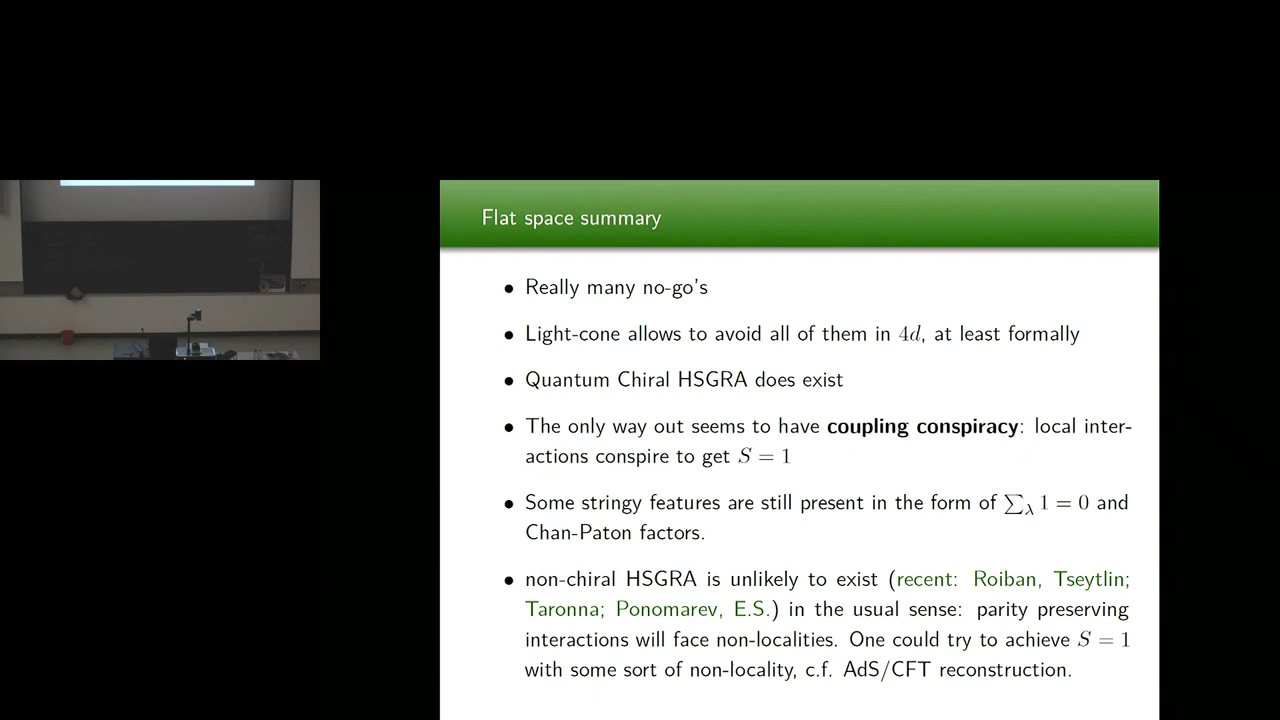 Flat space summary
• Really many no-go's
• Light-cone allows to avoid all of them in 4d, at least formally
• Quantum Chiral HSGRA does exist
• The only way out seems to have coupling conspiracy: local inter-
actions conspire to get S = 1
• Some stringy features are still present in the form of ∑_λ 1 = 0 and
Chan-Paton factors.
• non-chiral HSGRA is unlikely to exist (recent: Roiban, Tseytlin;
Taronna; Ponomarev, E.S.) in the usual sense: parity preserving
interactions will face non-localities. One could try to achieve S = 1
with some sort of non-locality, c.f. AdS/CFT reconstruction.